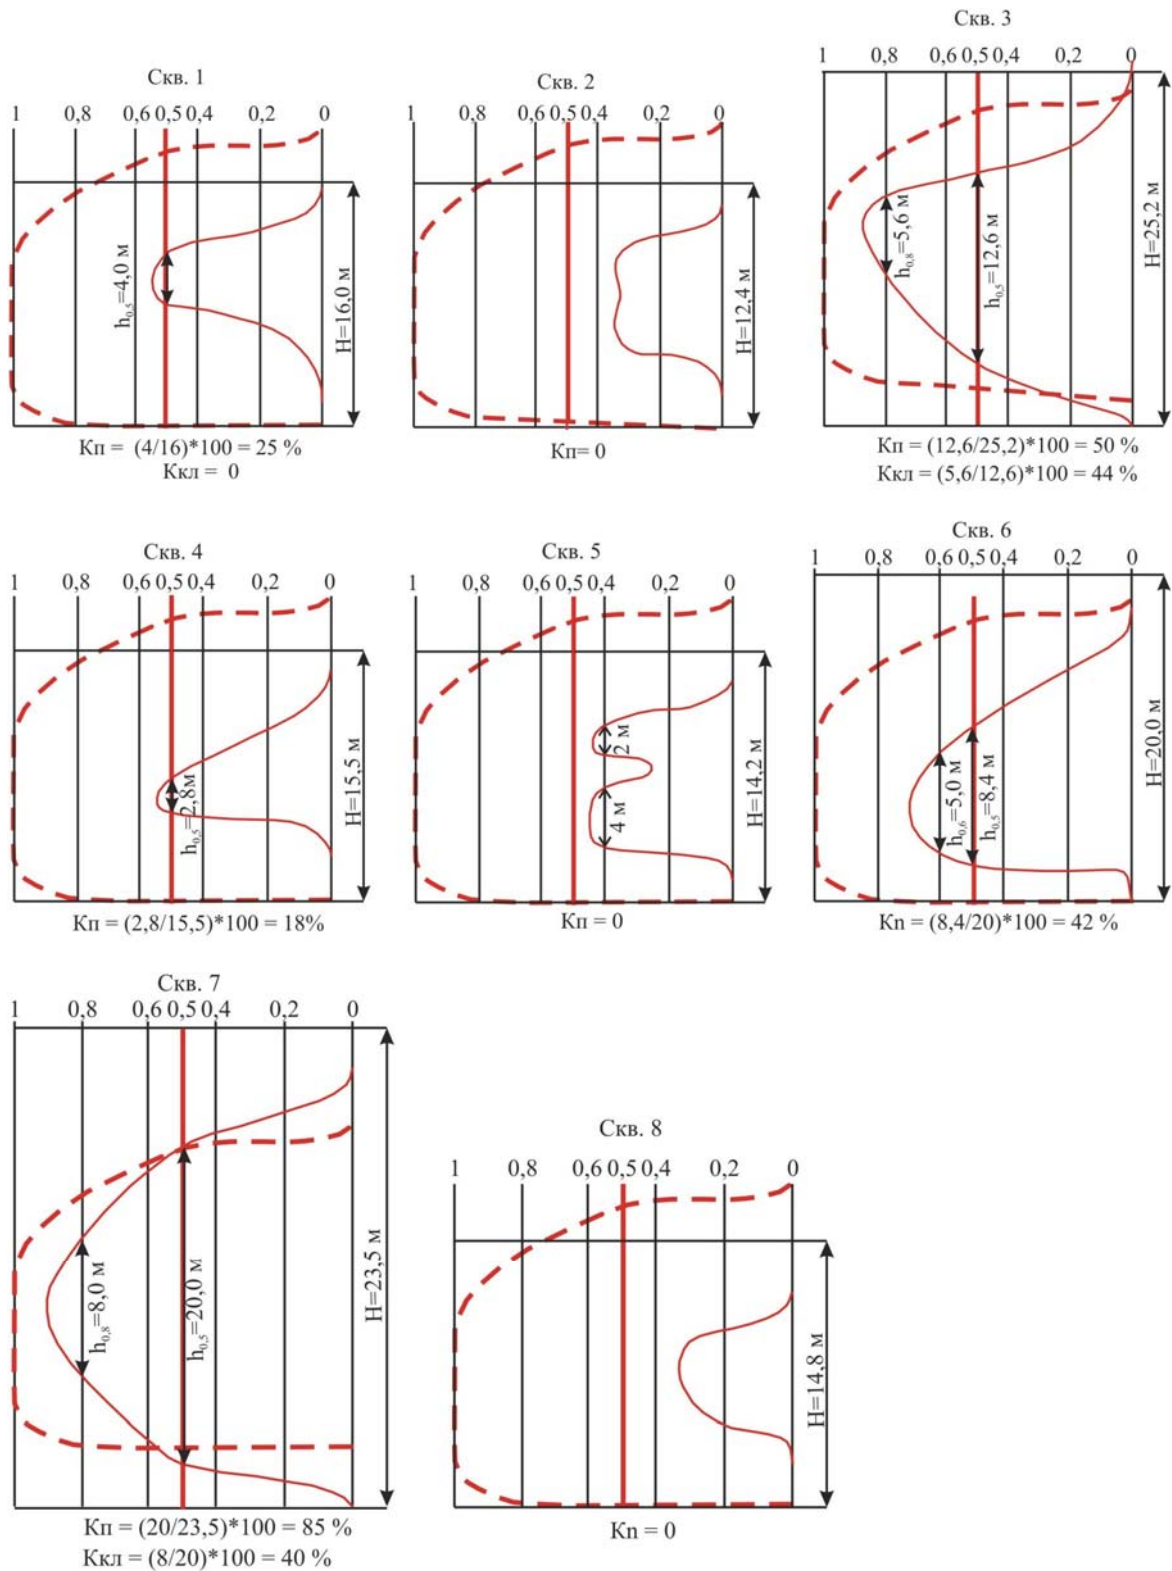 Скв. 1
1 0,8 0,6 0,5 0,4 0,2 0
h0,5=4,0 м
H=16,0 м
Кп = (4/16)*100 = 25 %
Ккл = 0
Скв. 2
1 0,8 0,6 0,5 0,4 0,2 0
H=12,4 м
Кп= 0
Скв. 3
1 0,8 0,6 0,5 0,4 0,2 0
h0,8=5,6 м
h0,5=12,6 м
H=25,2 м
Кп = (12,6/25,2)*100 = 50 %
Ккл = (5,6/12,6)*100 = 44 %
Скв. 4
1 0,8 0,6 0,5 0,4 0,2 0
h0,5=2,8м
H=15,5 м
Кп = (2,8/15,5)*100 = 18%
Скв. 5
1 0,8 0,6 0,5 0,4 0,2 0
2 м
4 м
H=14,2 м
Кп = 0
Скв. 6
1 0,8 0,6 0,5 0,4 0,2 0
h0,6=5,0 м
h0,5=8,4 м
H=20,0 м
Кn = (8,4/20)*100 = 42 %
Скв. 7
1 0,8 0,6 0,5 0,4 0,2 0
h0,8=8,0 м
h0,5=20,0 м
H=23,5 м
Кп = (20/23,5)*100 = 85 %
Ккл = (8/20)*100 = 40 %
Скв. 8
1 0,8 0,6 0,5 0,4 0,2 0
H=14,8 м
Кn = 0